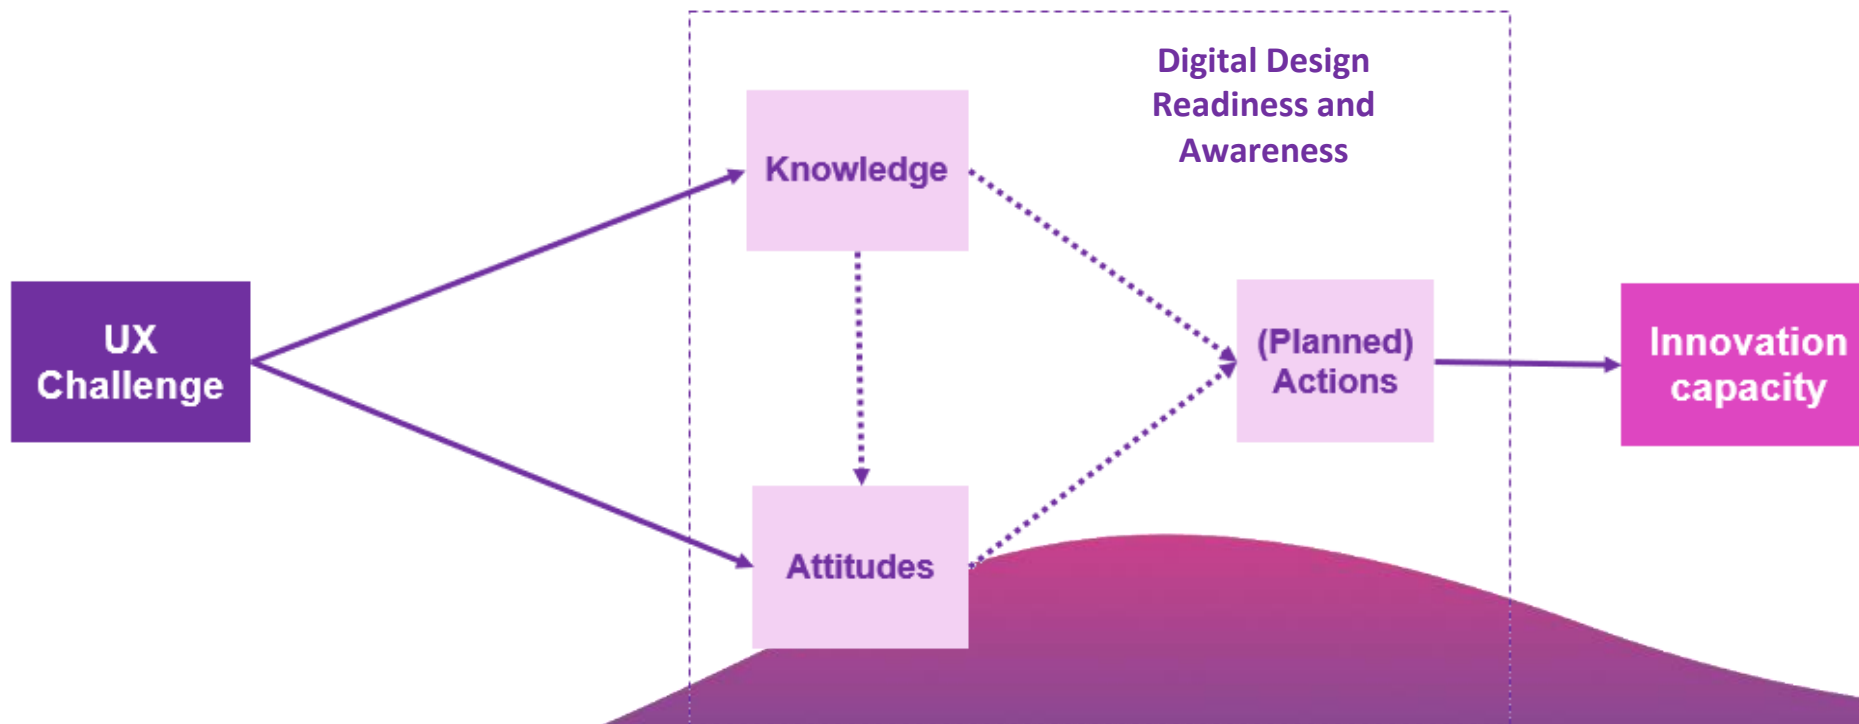 Digital Design
Readiness and
Awareness
Knowledge
UX
Challenge
(Planned)
Actions
Innovation
capacity
Attitudes